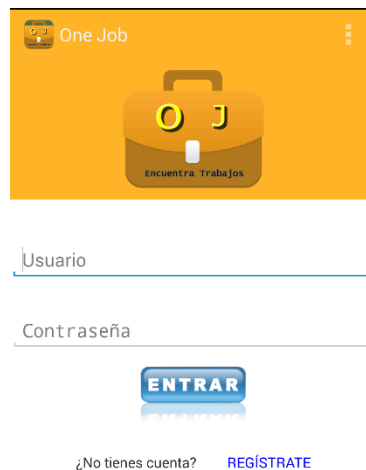 One Job
O J
Encuentra Trabajos
Usuario
Contraseña
ENTRAR
¿No tienes cuenta? REGÍSTRATE